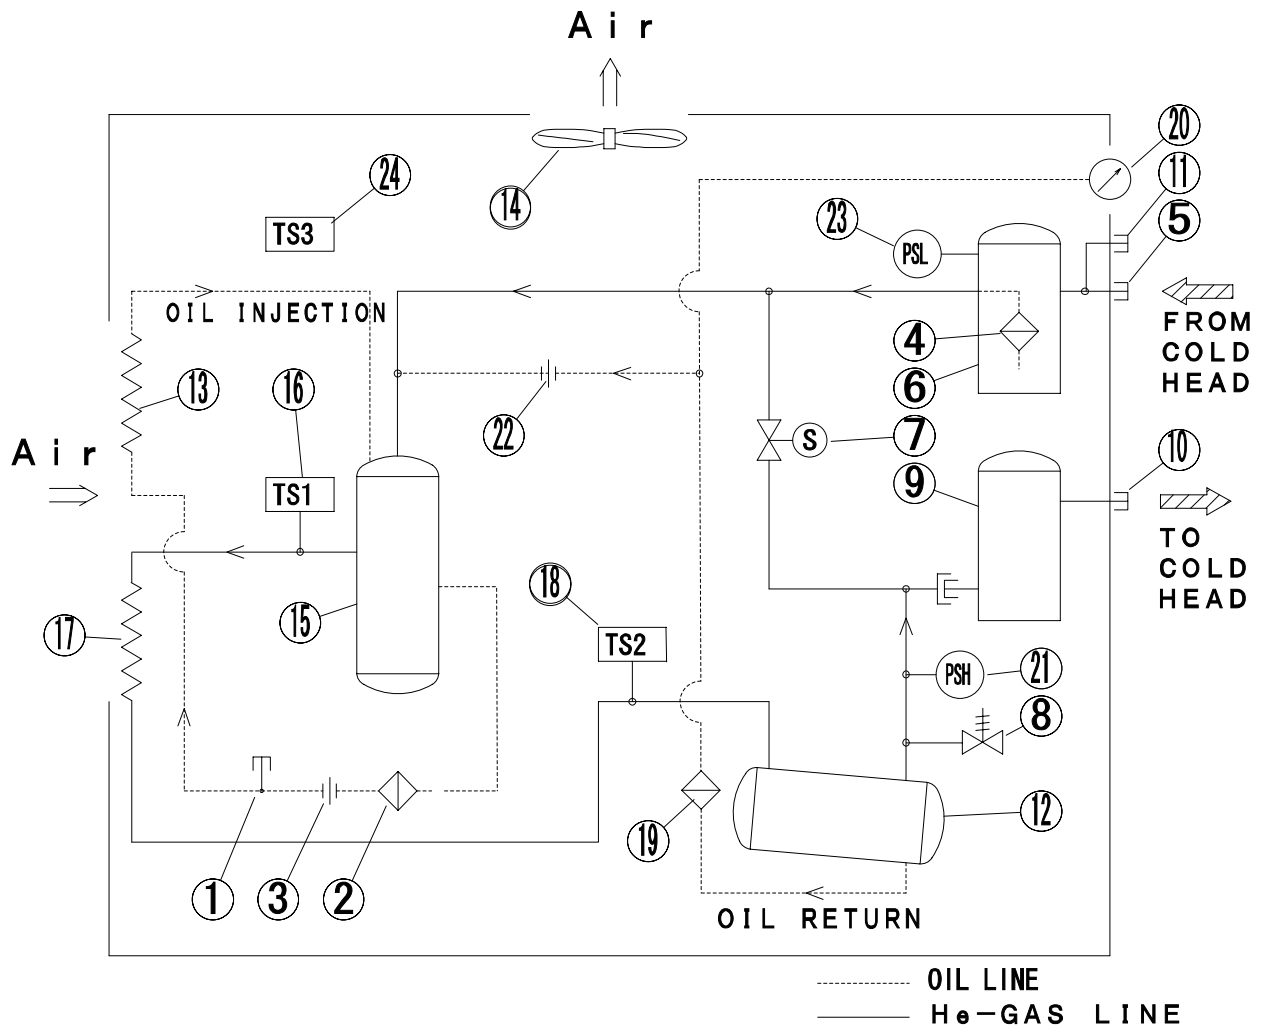 Air
20
11
24
5
14
23
TS3
PSL
OIL INJECTION
FROM
COLD
HEAD
4
6
13
16
22
7
S
10
Air
9
TS1
TO
COLD
HEAD
18
15
17
TS2
PSH
21
8
12
19
1
3
2
OIL RETURN
OIL LINE
He-GAS LINE